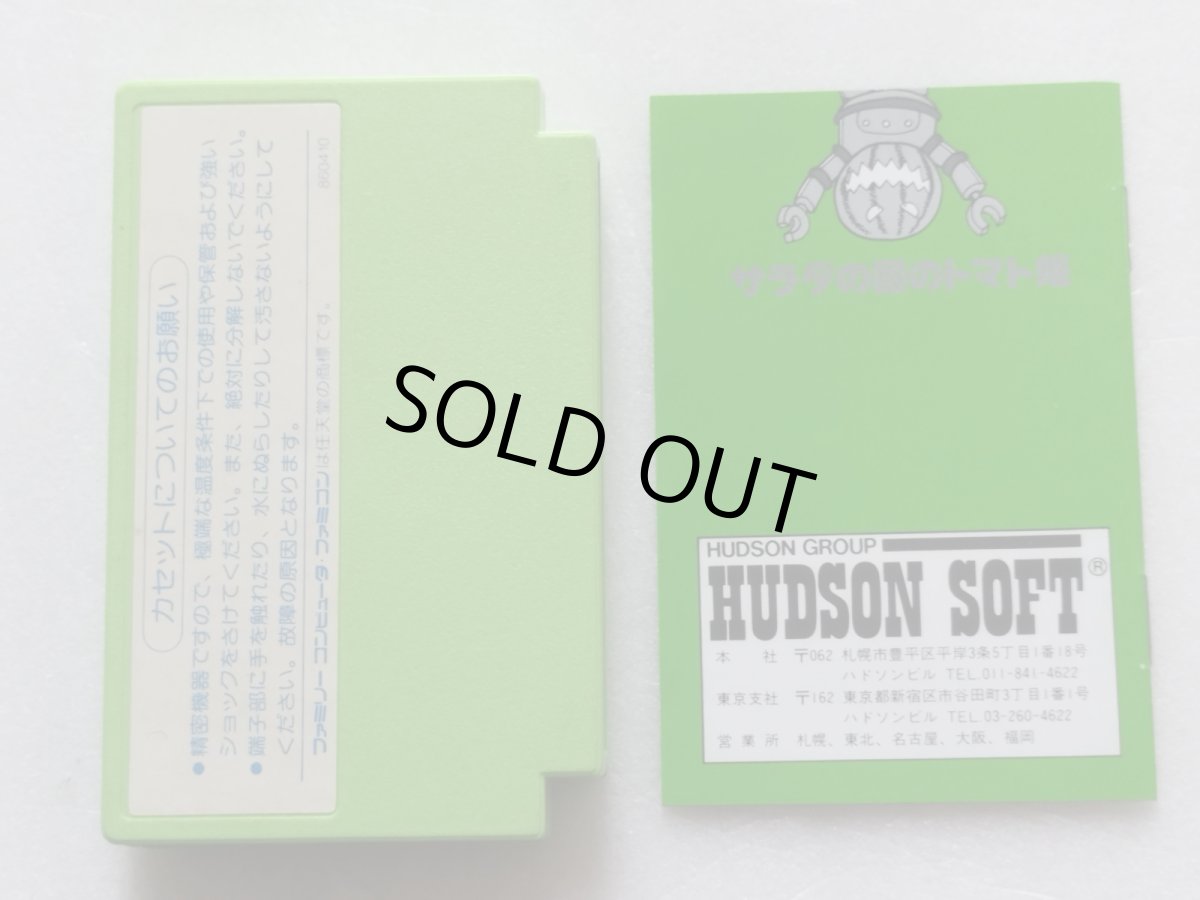 カセットについてのお願い
●精密機器ですので、極端な温度条件下での使用や保管および強い
ショックをさけてください。また、絶対に分解しないでください。
●端子部に手を触れたり、水にぬらしたりして汚さないようにして
ください。故障の原因となります。
ファミリーコンピュータ・ファミコンは任天堂の商標です。
860410
サラダの国のトマト姫
SOLD OUT
HUDSON GROUP
HUDSON SOFT®
本社 〒062 札幌市豊平区平岸3条5丁目1番18号
ハドソンビル TEL.011-841-4622
東京支社 〒162 東京都新宿区市谷田町3丁目1番1号
ハドソンビル TEL.03-260-4622
営業所 札幌、東北、名古屋、大阪、福岡